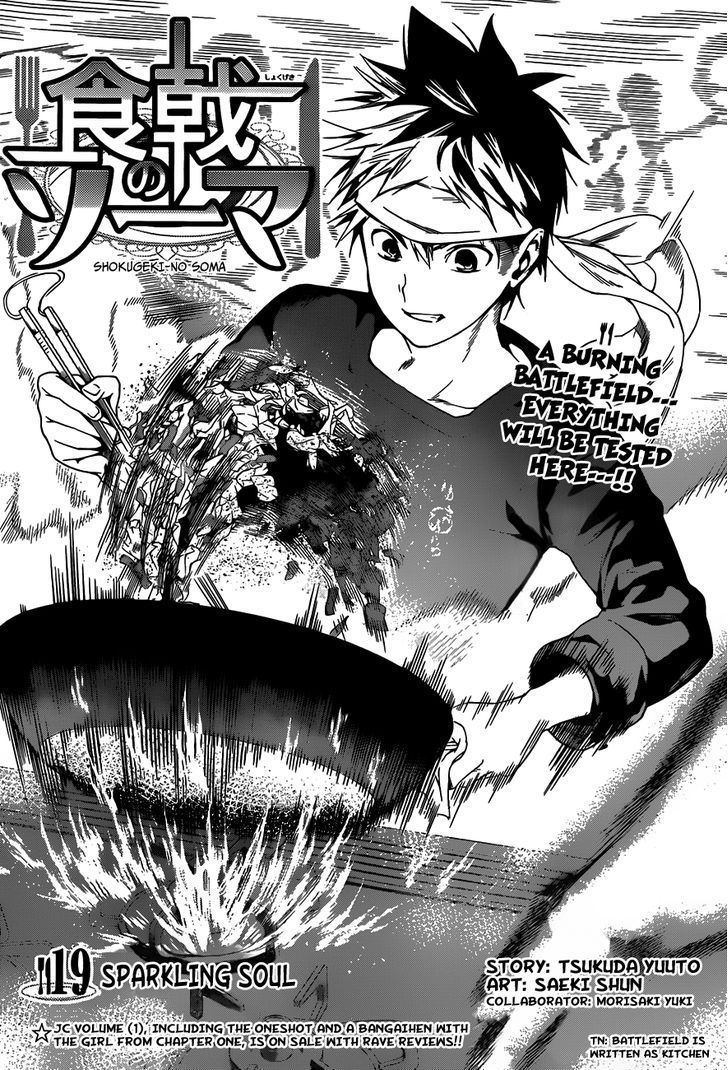 しょくげき
食戟の
ソーマ
SHOKUGEKI-NO SOMA
A BURNING
BATTLEFIELD---
EVERYTHING
WILL BE TESTED
HERE---!!
19 SPARKLING SOUL
STORY: TSUKUDA YUUTO
ART: SAEKI SHUN
COLLABORATOR: MORISAKI YUKI
☆ JC VOLUME (1), INCLUDING THE ONESHOT AND A BANGAIHEN WITH
THE GIRL FROM CHAPTER ONE, IS ON SALE WITH RAVE REVIEWS!!
TN: BATTLEFIELD IS
WRITTEN AS KITCHEN